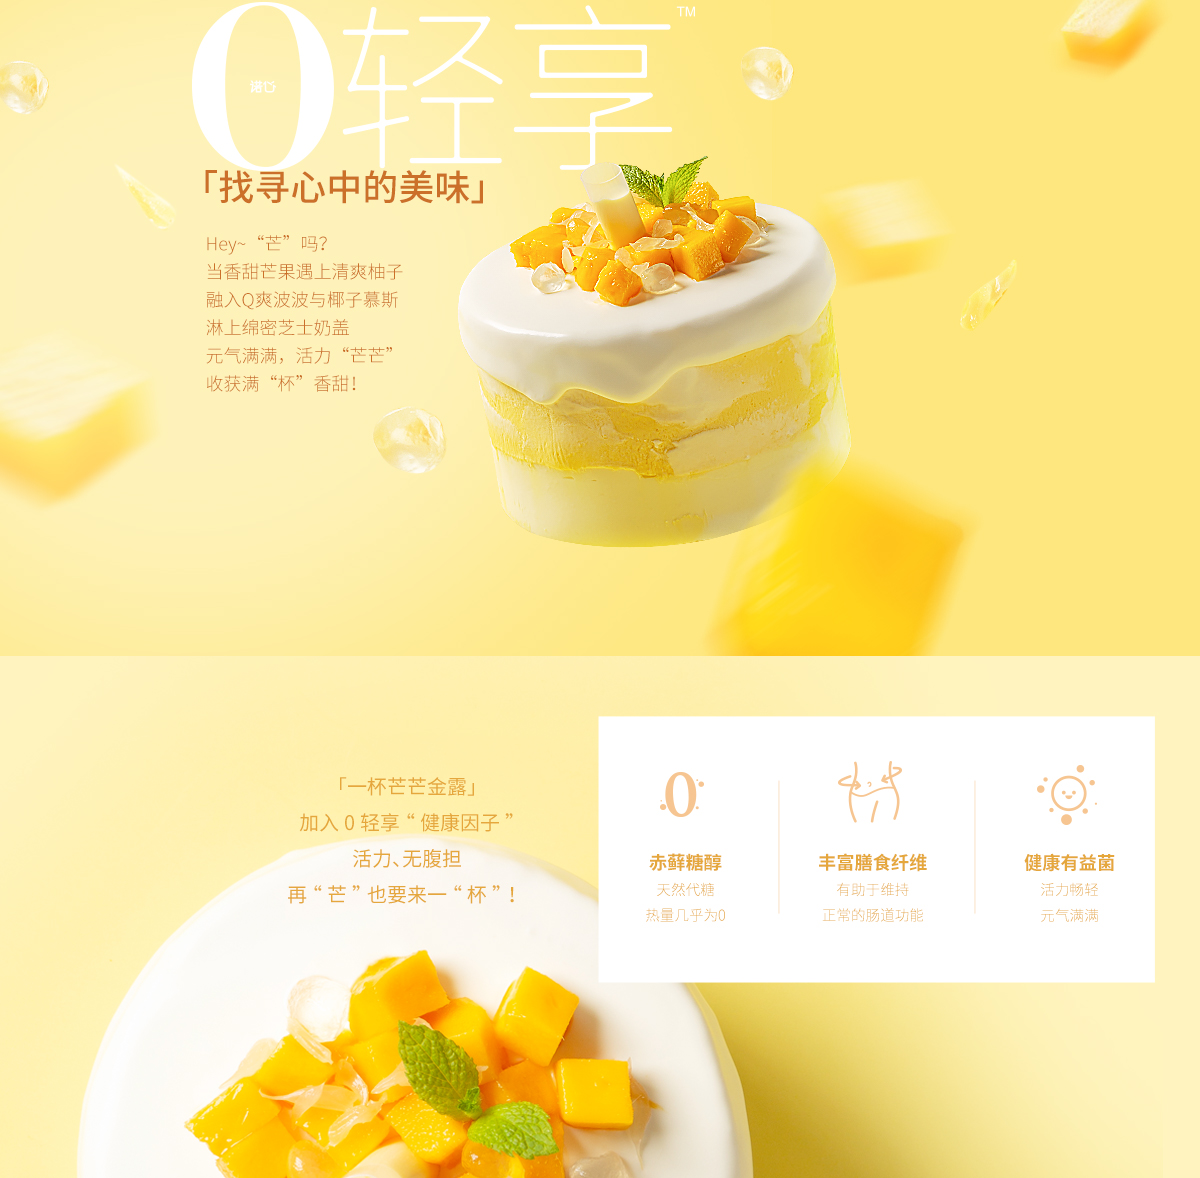 0轻享™
诺心
「找寻心中的美味」
Hey~“芒”吗？
当香甜芒果遇上清爽柚子
融入Q爽波波与椰子慕斯
淋上绵密芝士奶盖
元气满满，活力“芒芒”
收获满“杯”香甜！
「一杯芒芒金露」
加入 0 轻享 “ 健康因子 ”
活力、无腹担
再 “ 芒 ” 也要来一 “ 杯 ” ！
0
赤藓糖醇
天然代糖
热量几乎为0
丰富膳食纤维
有助于维持
正常的肠道功能
健康有益菌
活力畅轻
元气满满